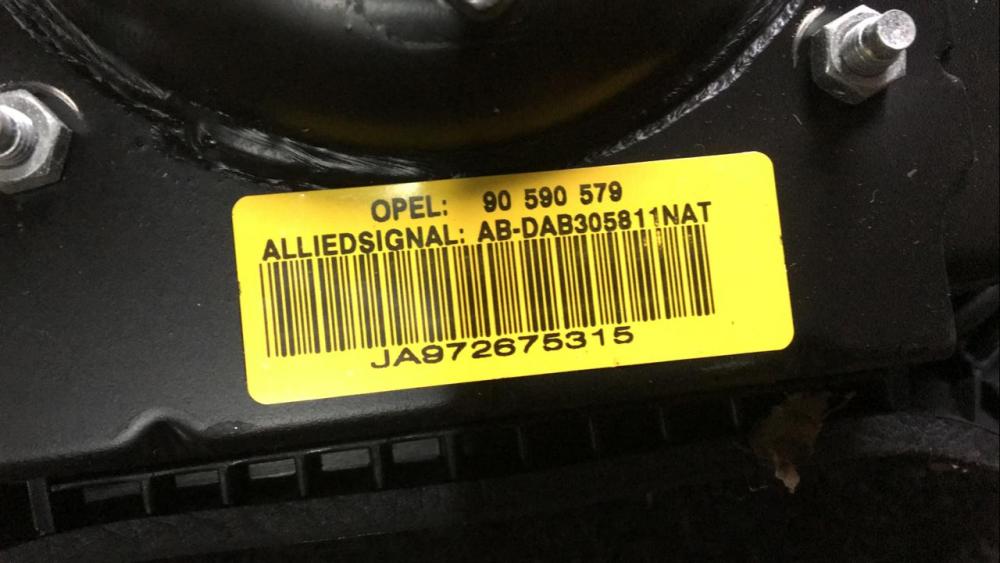 OPEL: 90 590 579
ALLIEDSIGNAL: AB-DAB305811NAT
JA972675315